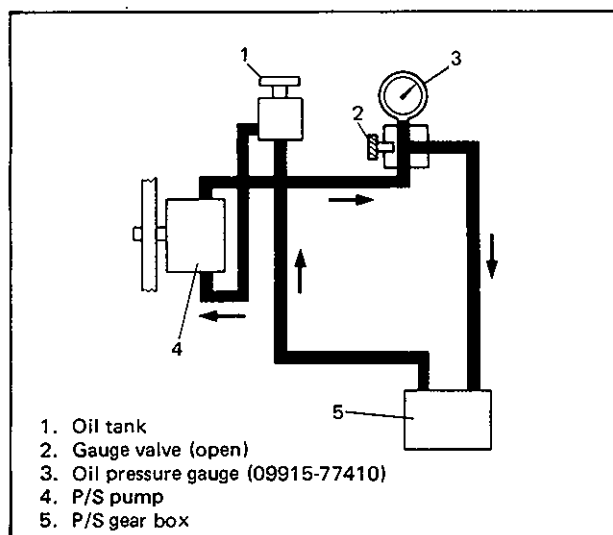 1
3
2
4
5
1. Oil tank
2. Gauge valve (open)
3. Oil pressure gauge (09915-77410)
4. P/S pump
5. P/S gear box